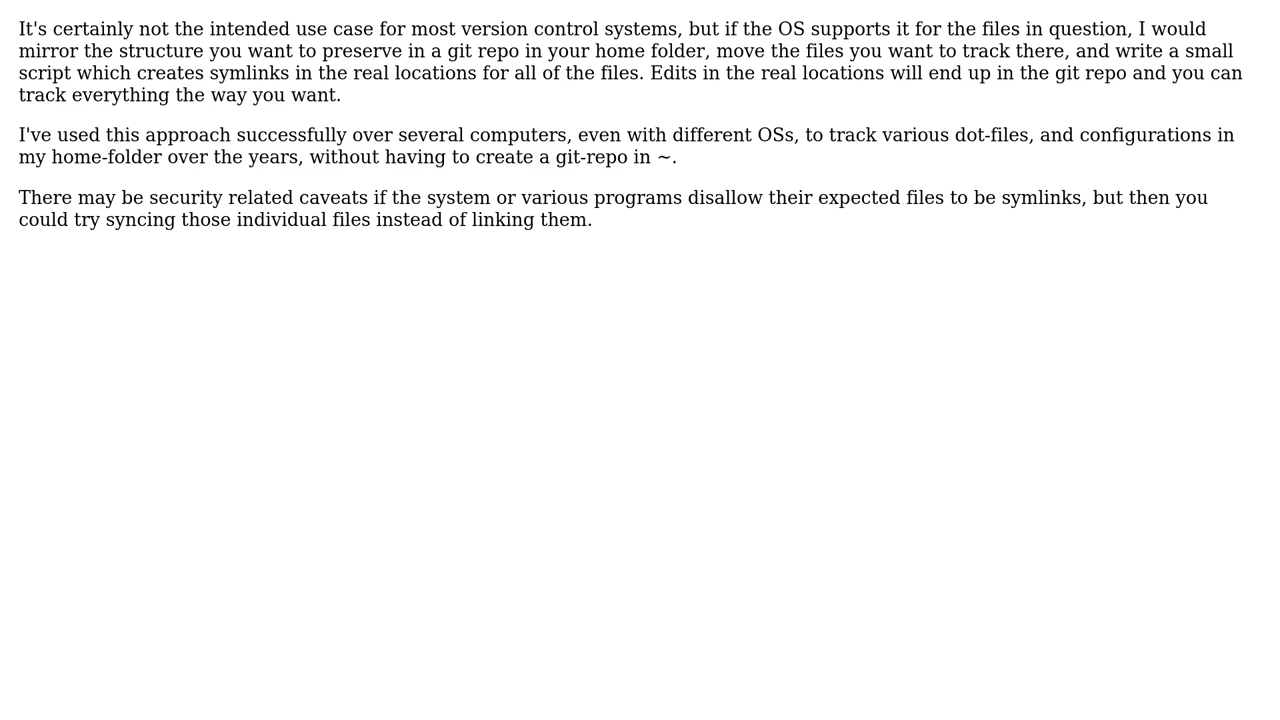 It's certainly not the intended use case for most version control systems, but if the OS supports it for the files in question, I would
mirror the structure you want to preserve in a git repo in your home folder, move the files you want to track there, and write a small
script which creates symlinks in the real locations for all of the files. Edits in the real locations will end up in the git repo and you can
track everything the way you want.
I've used this approach successfully over several computers, even with different OSs, to track various dot-files, and configurations in
my home-folder over the years, without having to create a git-repo in ~.
There may be security related caveats if the system or various programs disallow their expected files to be symlinks, but then you
could try syncing those individual files instead of linking them.